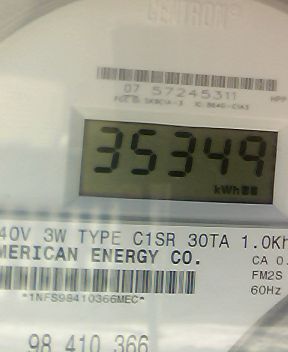 CENTRON®
07 57245311
35349
kWh
40V 3W TYPE C1SR 30TA 1.0Kh
MERICAN ENERGY CO.
CA 0.
FM2S
*1NFS98410366MEC*
60Hz
98 410 366